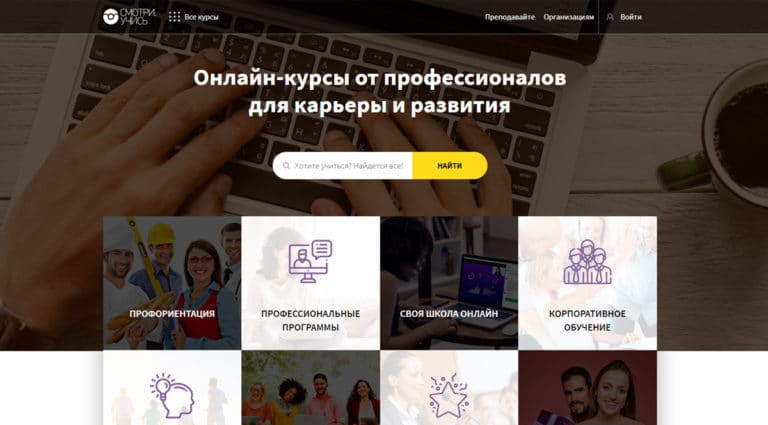 СМОТРИ.
УЧИСЬ
Все курсы
Преподавайте
Организациям
Войти
Онлайн-курсы от профессионалов
для карьеры и развития
Хотите учиться? Найдется все!
НАЙТИ
ПРОФОРИЕНТАЦИЯ
ПРОФЕССИОНАЛЬНЫЕ
ПРОГРАММЫ
СВОЯ ШКОЛА ОНЛАЙН
КОРПОРАТИВНОЕ
ОБУЧЕНИЕ